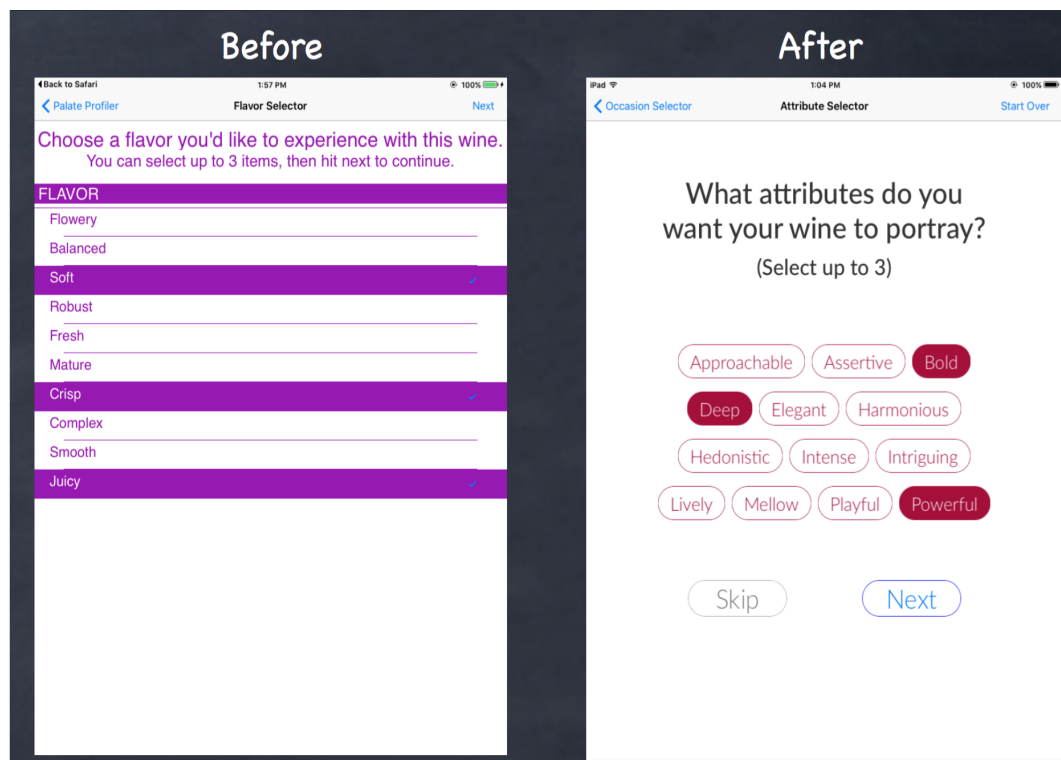 Before
Back to Safari 1:57 PM 100%
Palate Profiler Flavor Selector Next
Choose a flavor you'd like to experience with this wine.
You can select up to 3 items, then hit next to continue.
FLAVOR
Flowery
Balanced
Soft
Robust
Fresh
Mature
Crisp
Complex
Smooth
Juicy
After
iPad 1:04 PM 100%
Occasion Selector Attribute Selector Start Over
What attributes do you
want your wine to portray?
(Select up to 3)
Approachable Assertive Bold
Deep Elegant Harmonious
Hedonistic Intense Intriguing
Lively Mellow Playful Powerful
Skip Next